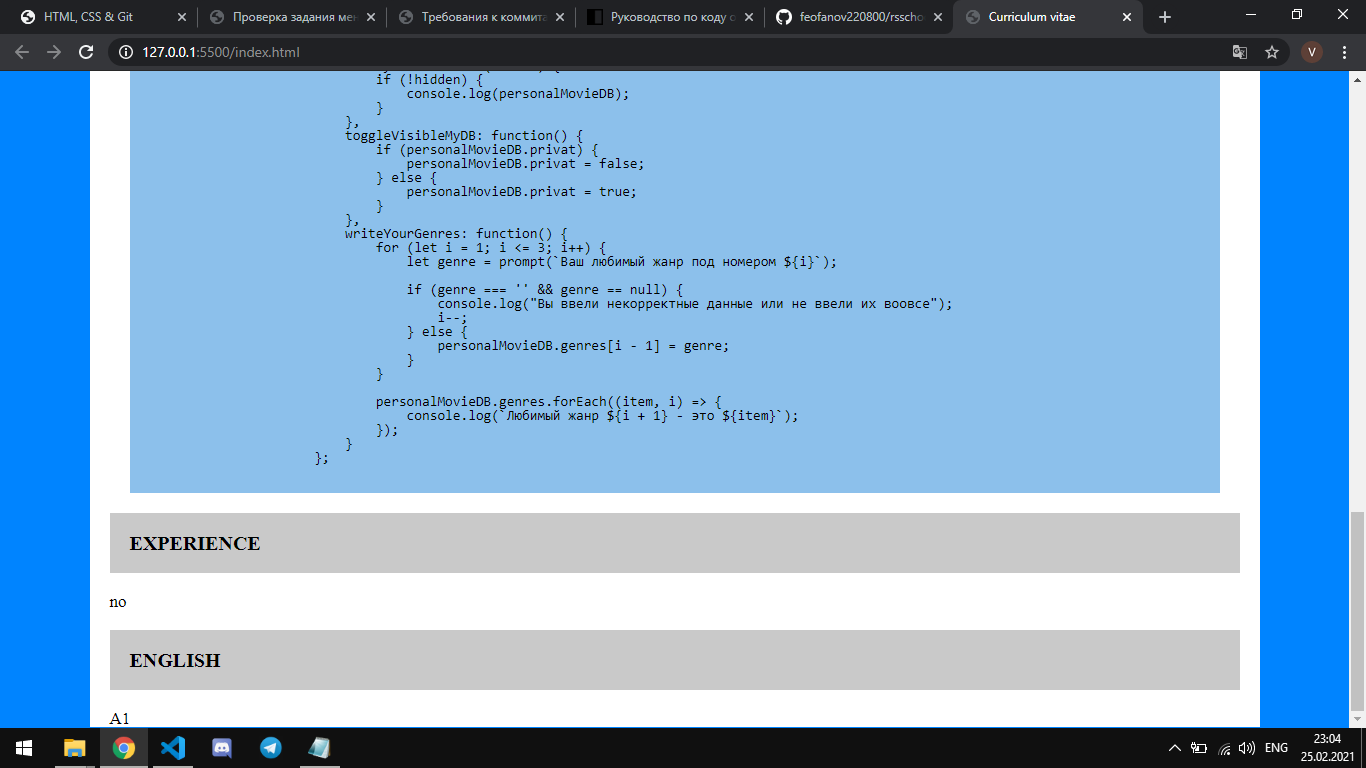 HTML, CSS & Git
Проверка задания мен
Требования к коммита
Руководство по коду о
feofanov220800/rsscho
Curriculum vitae
127.0.0.1:5500/index.html
V
if (!hidden) {
console.log(personalMovieDB);
}
},
toggleVisibleMyDB: function() {
if (personalMovieDB.privat) {
personalMovieDB.privat = false;
} else {
personalMovieDB.privat = true;
}
},
writeYourGenres: function() {
for (let i = 1; i <= 3; i++) {
let genre = prompt(`Ваш любимый жанр под номером ${i}`);
if (genre === '' && genre == null) {
console.log("Вы ввели некорректные данные или не ввели их воовсе");
i--;
} else {
personalMovieDB.genres[i - 1] = genre;
}
}
personalMovieDB.genres.forEach((item, i) => {
console.log(`Любимый жанр ${i + 1} - это ${item}`);
});
}
};
EXPERIENCE
no
ENGLISH
A1
ENG
23:04
25.02.2021